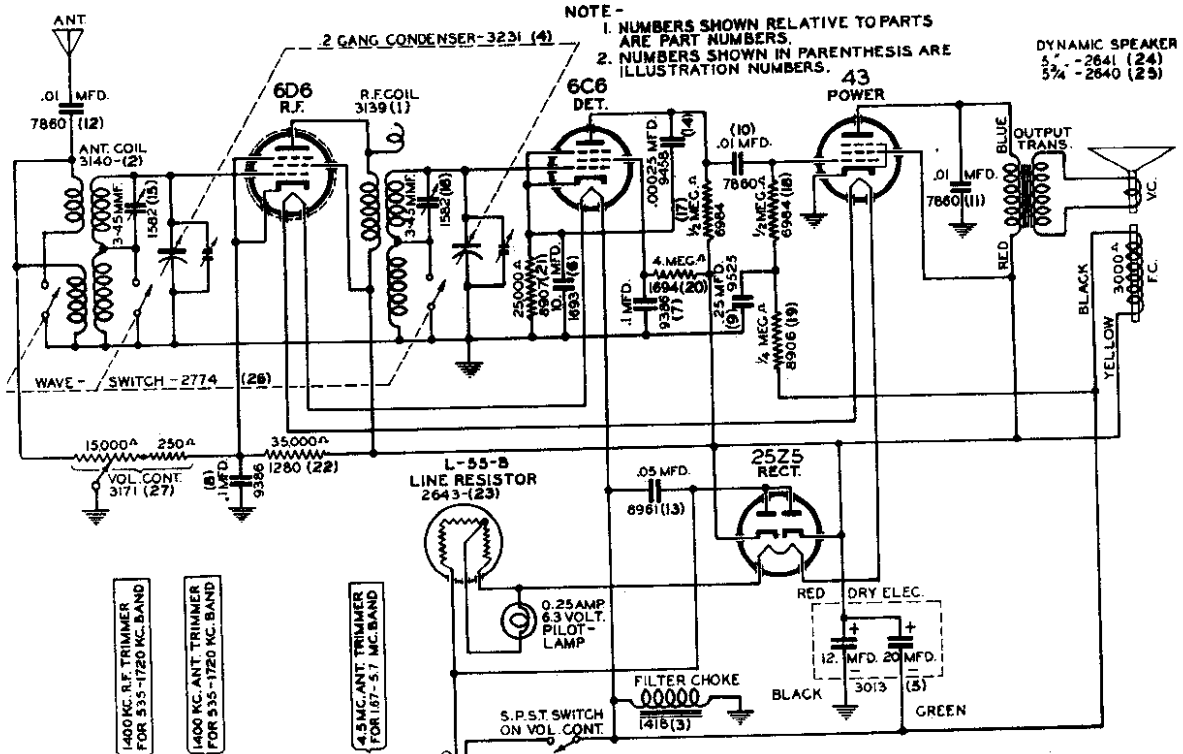 ANT.
NOTE-
1. NUMBERS SHOWN RELATIVE TO PARTS
ARE PART NUMBERS.
2. NUMBERS SHOWN IN PARENTHESIS ARE
ILLUSTRATION NUMBERS.
2 GANG CONDENSER-3231 (4)
DYNAMIC SPEAKER
5" - 2641 (24)
5¾" - 2640 (25)
.01 MFD.
7860 (12)
6D6
R.F.
R.F. COIL
3139 (1)
6C6
DET.
43
POWER
ANT. COIL
3140-(2)
3-45 MMF.
1582 (15)
3-45 MMF.
1582 (16)
.00025 MFD.
9458
(14)
(10)
.01 MFD.
7860
½ MEG.
6984
(17)
½ MEG.
6984 (18)
.01 MFD.
7860 (11)
BLUE
RED
OUTPUT
TRANS.
V.C.
BLACK
YELLOW
3000Ω
F.C.
25000Ω
8907 (21)
10. MFD.
1693 (6)
4. MEG.
1694 (20)
.1 MFD.
9386
(7)
.25 MFD.
9525
(9)
¼ MEG.
8906 (19)
WAVE - SWITCH - 2774 (26)
15000Ω
250Ω
VOL. CONT.
3171 (27)
(8)
.1 MFD.
9386
35,000Ω
1280 (22)
L-55-B
LINE RESISTOR
2643-(23)
.05 MFD.
8961 (13)
25Z5
RECT.
0.25 AMP
6.3 VOLT.
PILOT-
LAMP
RED
DRY ELEC.
+
+
12. MFD.
20 MFD.
3013 (5)
BLACK
GREEN
FILTER CHOKE
1418 (3)
S.P.S.T. SWITCH
ON VOL. CONT.
1400 KC. R.F. TRIMMER
FOR 535-1720 KC. BAND
1400 KC. ANT. TRIMMER
FOR 535-1720 KC. BAND
4.5 MC. ANT. TRIMMER
FOR 1.67-5.7 MC. BAND